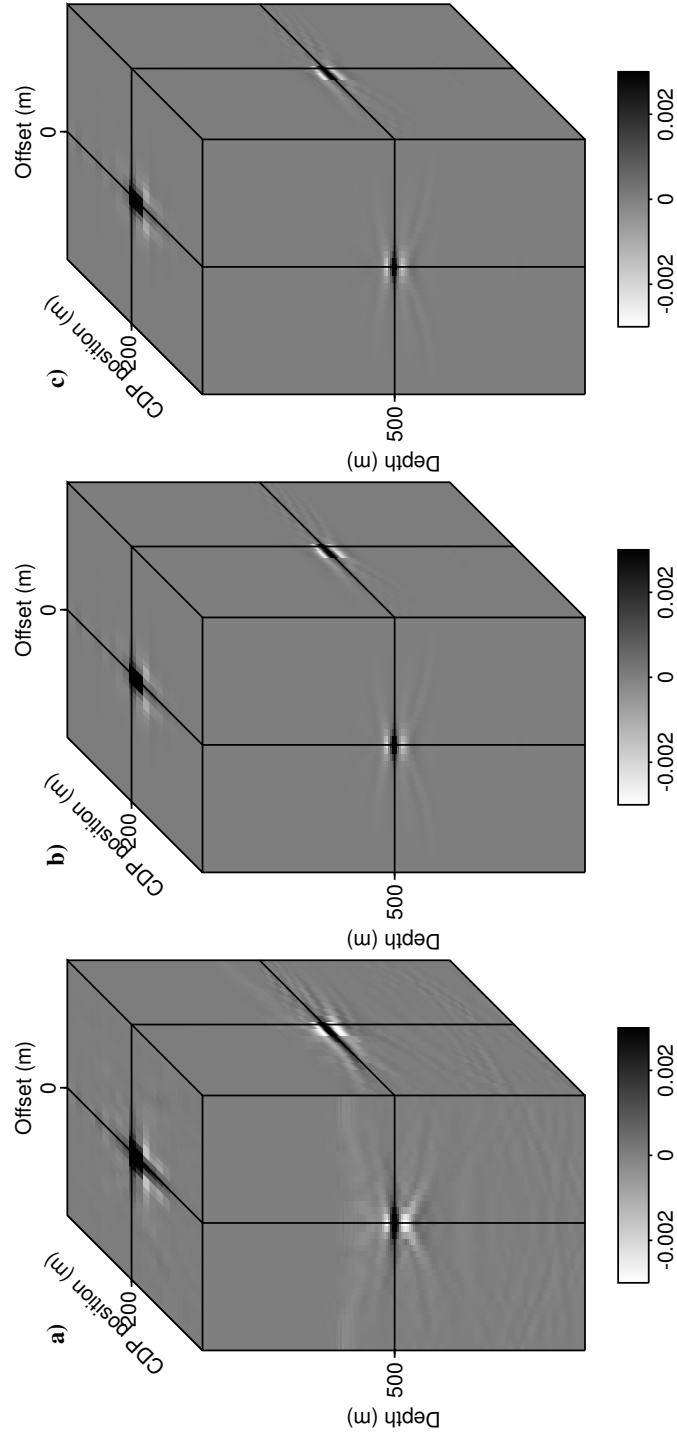 a)
Offset (m)
0
CDP position (m)
200
500
Depth (m)
-0.002 0 0.002
b)
Offset (m)
0
CDP position (m)
200
500
Depth (m)
-0.002 0 0.002
c)
Offset (m)
0
CDP position (m)
200
500
Depth (m)
-0.002 0 0.002